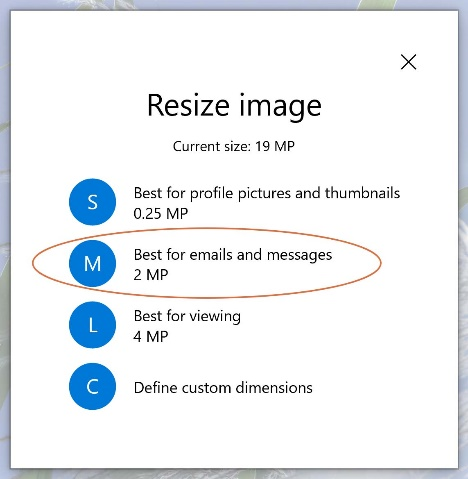 Resize image
Current size: 19 MP
S
Best for profile pictures and thumbnails
0.25 MP
M
Best for emails and messages
2 MP
L
Best for viewing
4 MP
C
Define custom dimensions